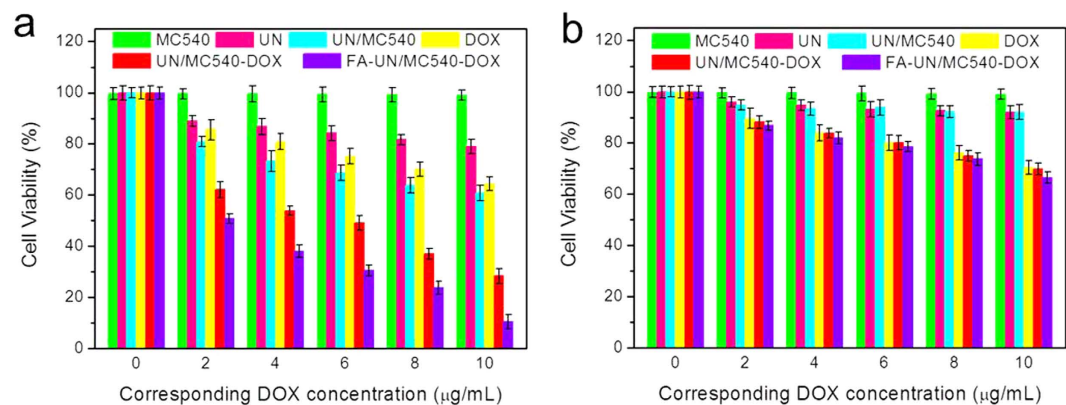 a
MC540 UN UN/MC540 DOX
UN/MC540-DOX FA-UN/MC540-DOX
Cell Viability (%)
120
100
80
60
40
20
0
0 2 4 6 8 10
Corresponding DOX concentration (μg/mL)
b
MC540 UN UN/MC540 DOX
UN/MC540-DOX FA-UN/MC540-DOX
Cell Viability (%)
120
100
80
60
40
20
0
0 2 4 6 8 10
Corresponding DOX concentration (μg/mL)